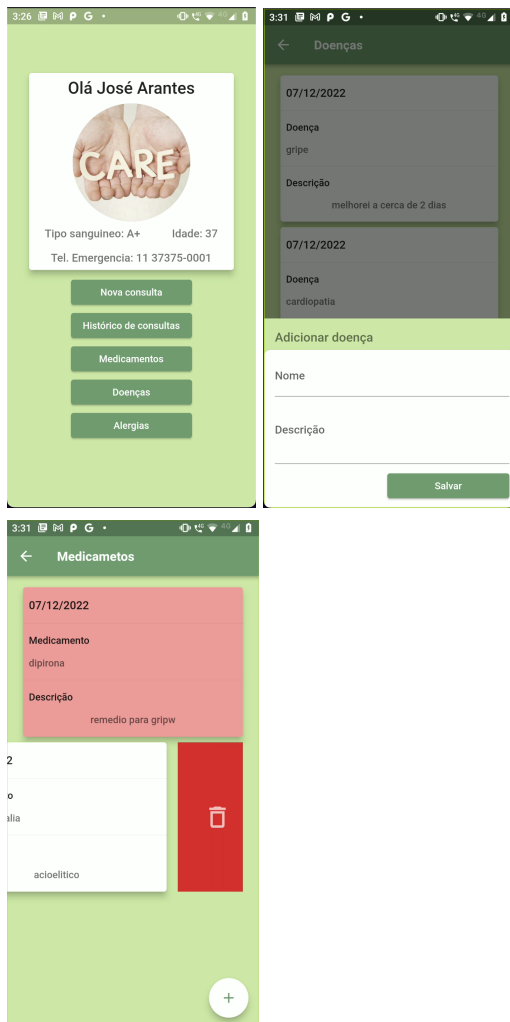 3:26
4G
Olá José Arantes
CARE
Tipo sanguineo: A+ Idade: 37
Tel. Emergencia: 11 37375-0001
Nova consulta
Histórico de consultas
Medicamentos
Doenças
Alergias
3:31
4G
Doenças
07/12/2022
Doença
gripe
Descrição
melhorei a cerca de 2 dias
07/12/2022
Doença
cardiopatia
Adicionar doença
Nome
Descrição
Salvar
3:31
4G
Medicametos
07/12/2022
Medicamento
dipirona
Descrição
remedio para gripw
2
o
alia
acioelitico